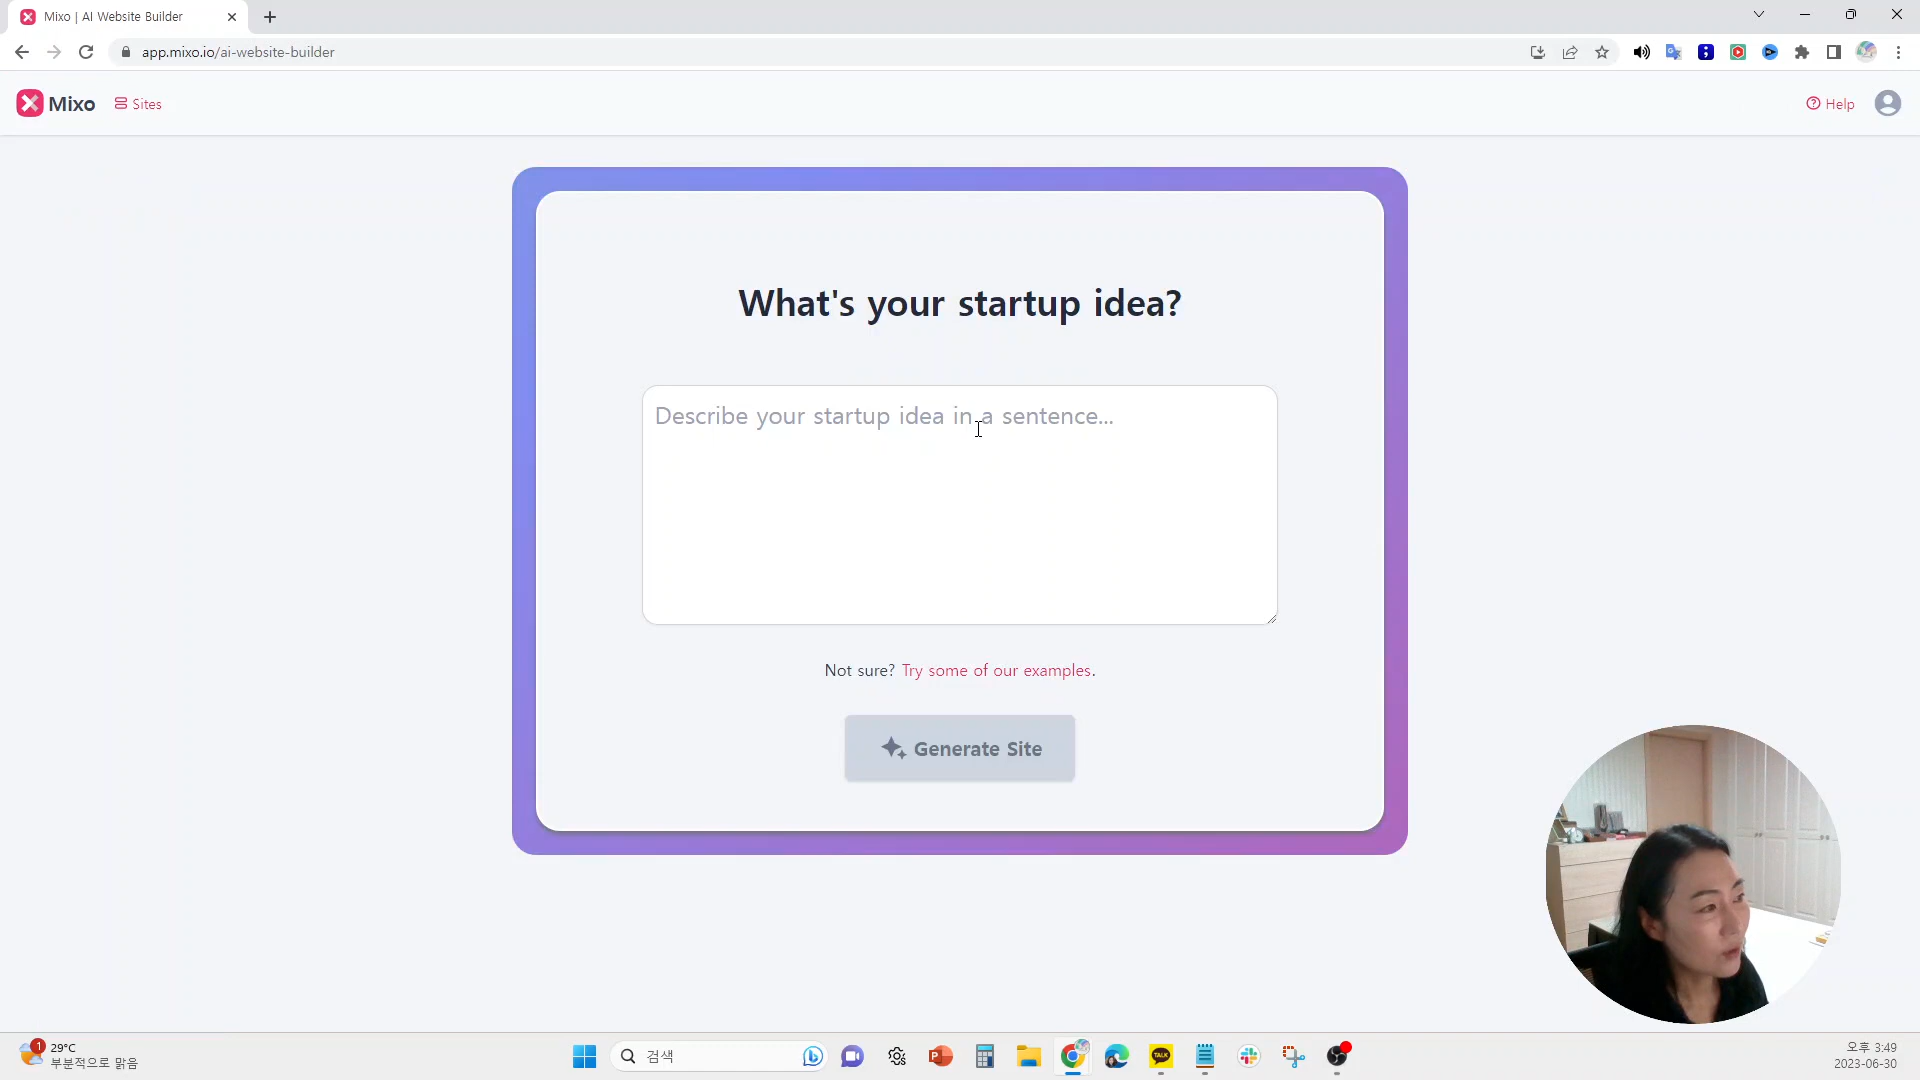 Mixo | AI Website Builder
app.mixo.io/ai-website-builder
Mixo
Sites
Help
What's your startup idea?
Describe your startup idea in a sentence...
Not sure? Try some of our examples.
Generate Site
1
29°C
부분적으로 맑음
검색
TALK
오후 3:49
2023-06-30